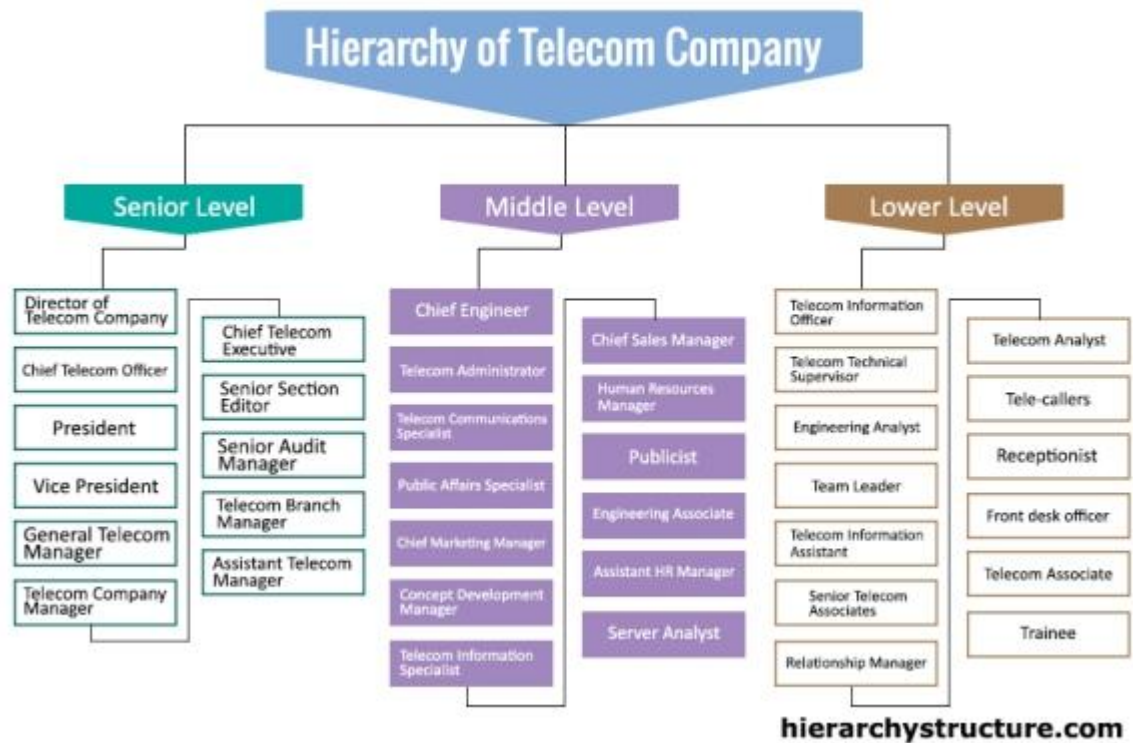 Hierarchy of Telecom Company
Senior Level
Director of
Telecom Company
Chief Telecom Officer
President
Vice President
General Telecom
Manager
Telecom Company
Manager
Chief Telecom
Executive
Senior Section
Editor
Senior Audit
Manager
Telecom Branch
Manager
Assistant Telecom
Manager
Middle Level
Chief Engineer
Telecom Administrator
Telecom Communications
Specialist
Public Affairs Specialist
Chief Marketing Manager
Concept Development
Manager
Telecom Information
Specialist
Chief Sales Manager
Human Resources
Manager
Publicist
Engineering Associate
Assistant HR Manager
Server Analyst
Lower Level
Telecom Information
Officer
Telecom Technical
Supervisor
Engineering Analyst
Team Leader
Telecom Information
Assistant
Senior Telecom
Associates
Relationship Manager
Telecom Analyst
Tele-callers
Receptionist
Front desk officer
Telecom Associate
Trainee
hierarchystructure.com